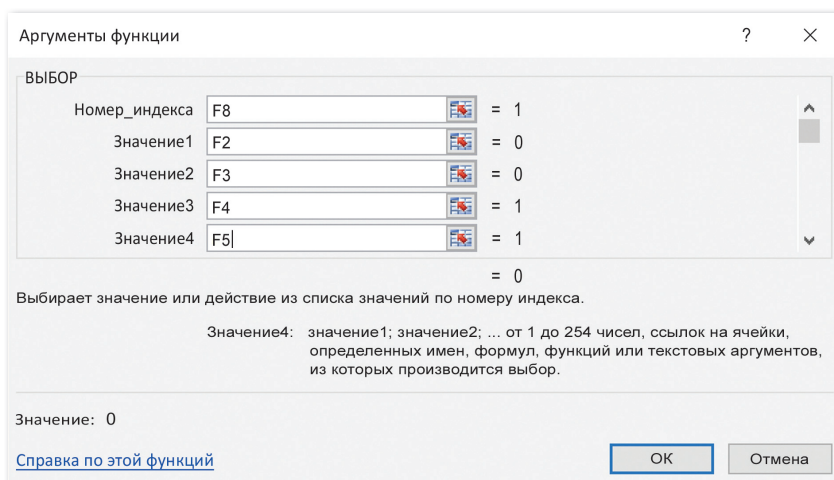 Аргументы функции ? ×
ВЫБОР
Номер_индекса F8 = 1
Значение1 F2 = 0
Значение2 F3 = 0
Значение3 F4 = 1
Значение4 F5 = 1
= 0
Выбирает значение или действие из списка значений по номеру индекса.
Значение4: значение1; значение2; ... от 1 до 254 чисел, ссылок на ячейки,
определенных имен, формул, функций или текстовых аргументов,
из которых производится выбор.
Значение: 0
Справка по этой функций OK Отмена